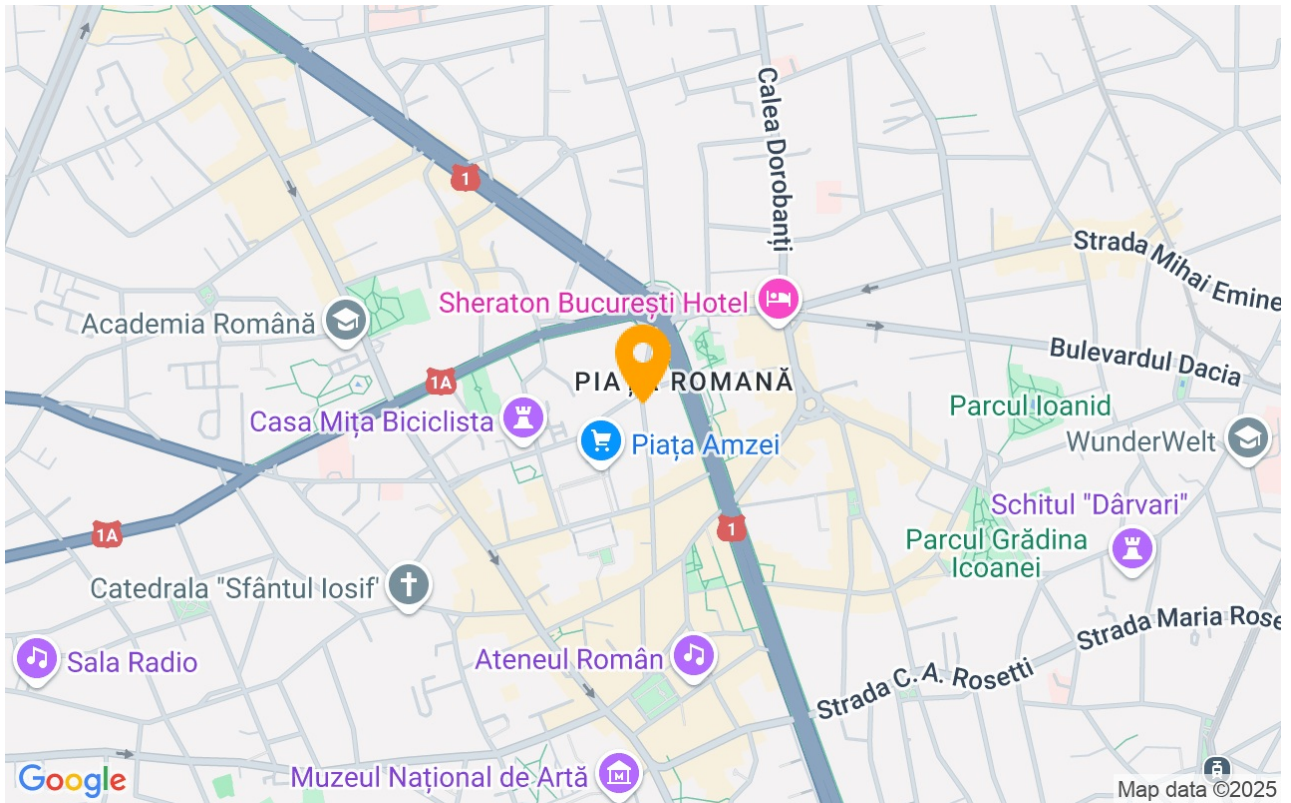 1
Calea Dorobanți
Strada Mihai Emine
Sheraton București Hotel
Academia Română
Bulevardul Dacia
1A
PIAȚA ROMANĂ
Parcul Ioanid
Casa Mița Biciclista
Piața Amzei
WunderWelt
Schitul "Dârvari"
1A
1
Parcul Grădina
Icoanei
Catedrala "Sfântul Iosif'
Strada Maria Rose
Sala Radio
Ateneul Român
Strada C. A. Rosetti
Muzeul Național de Artă
M
Google
Map data ©2025